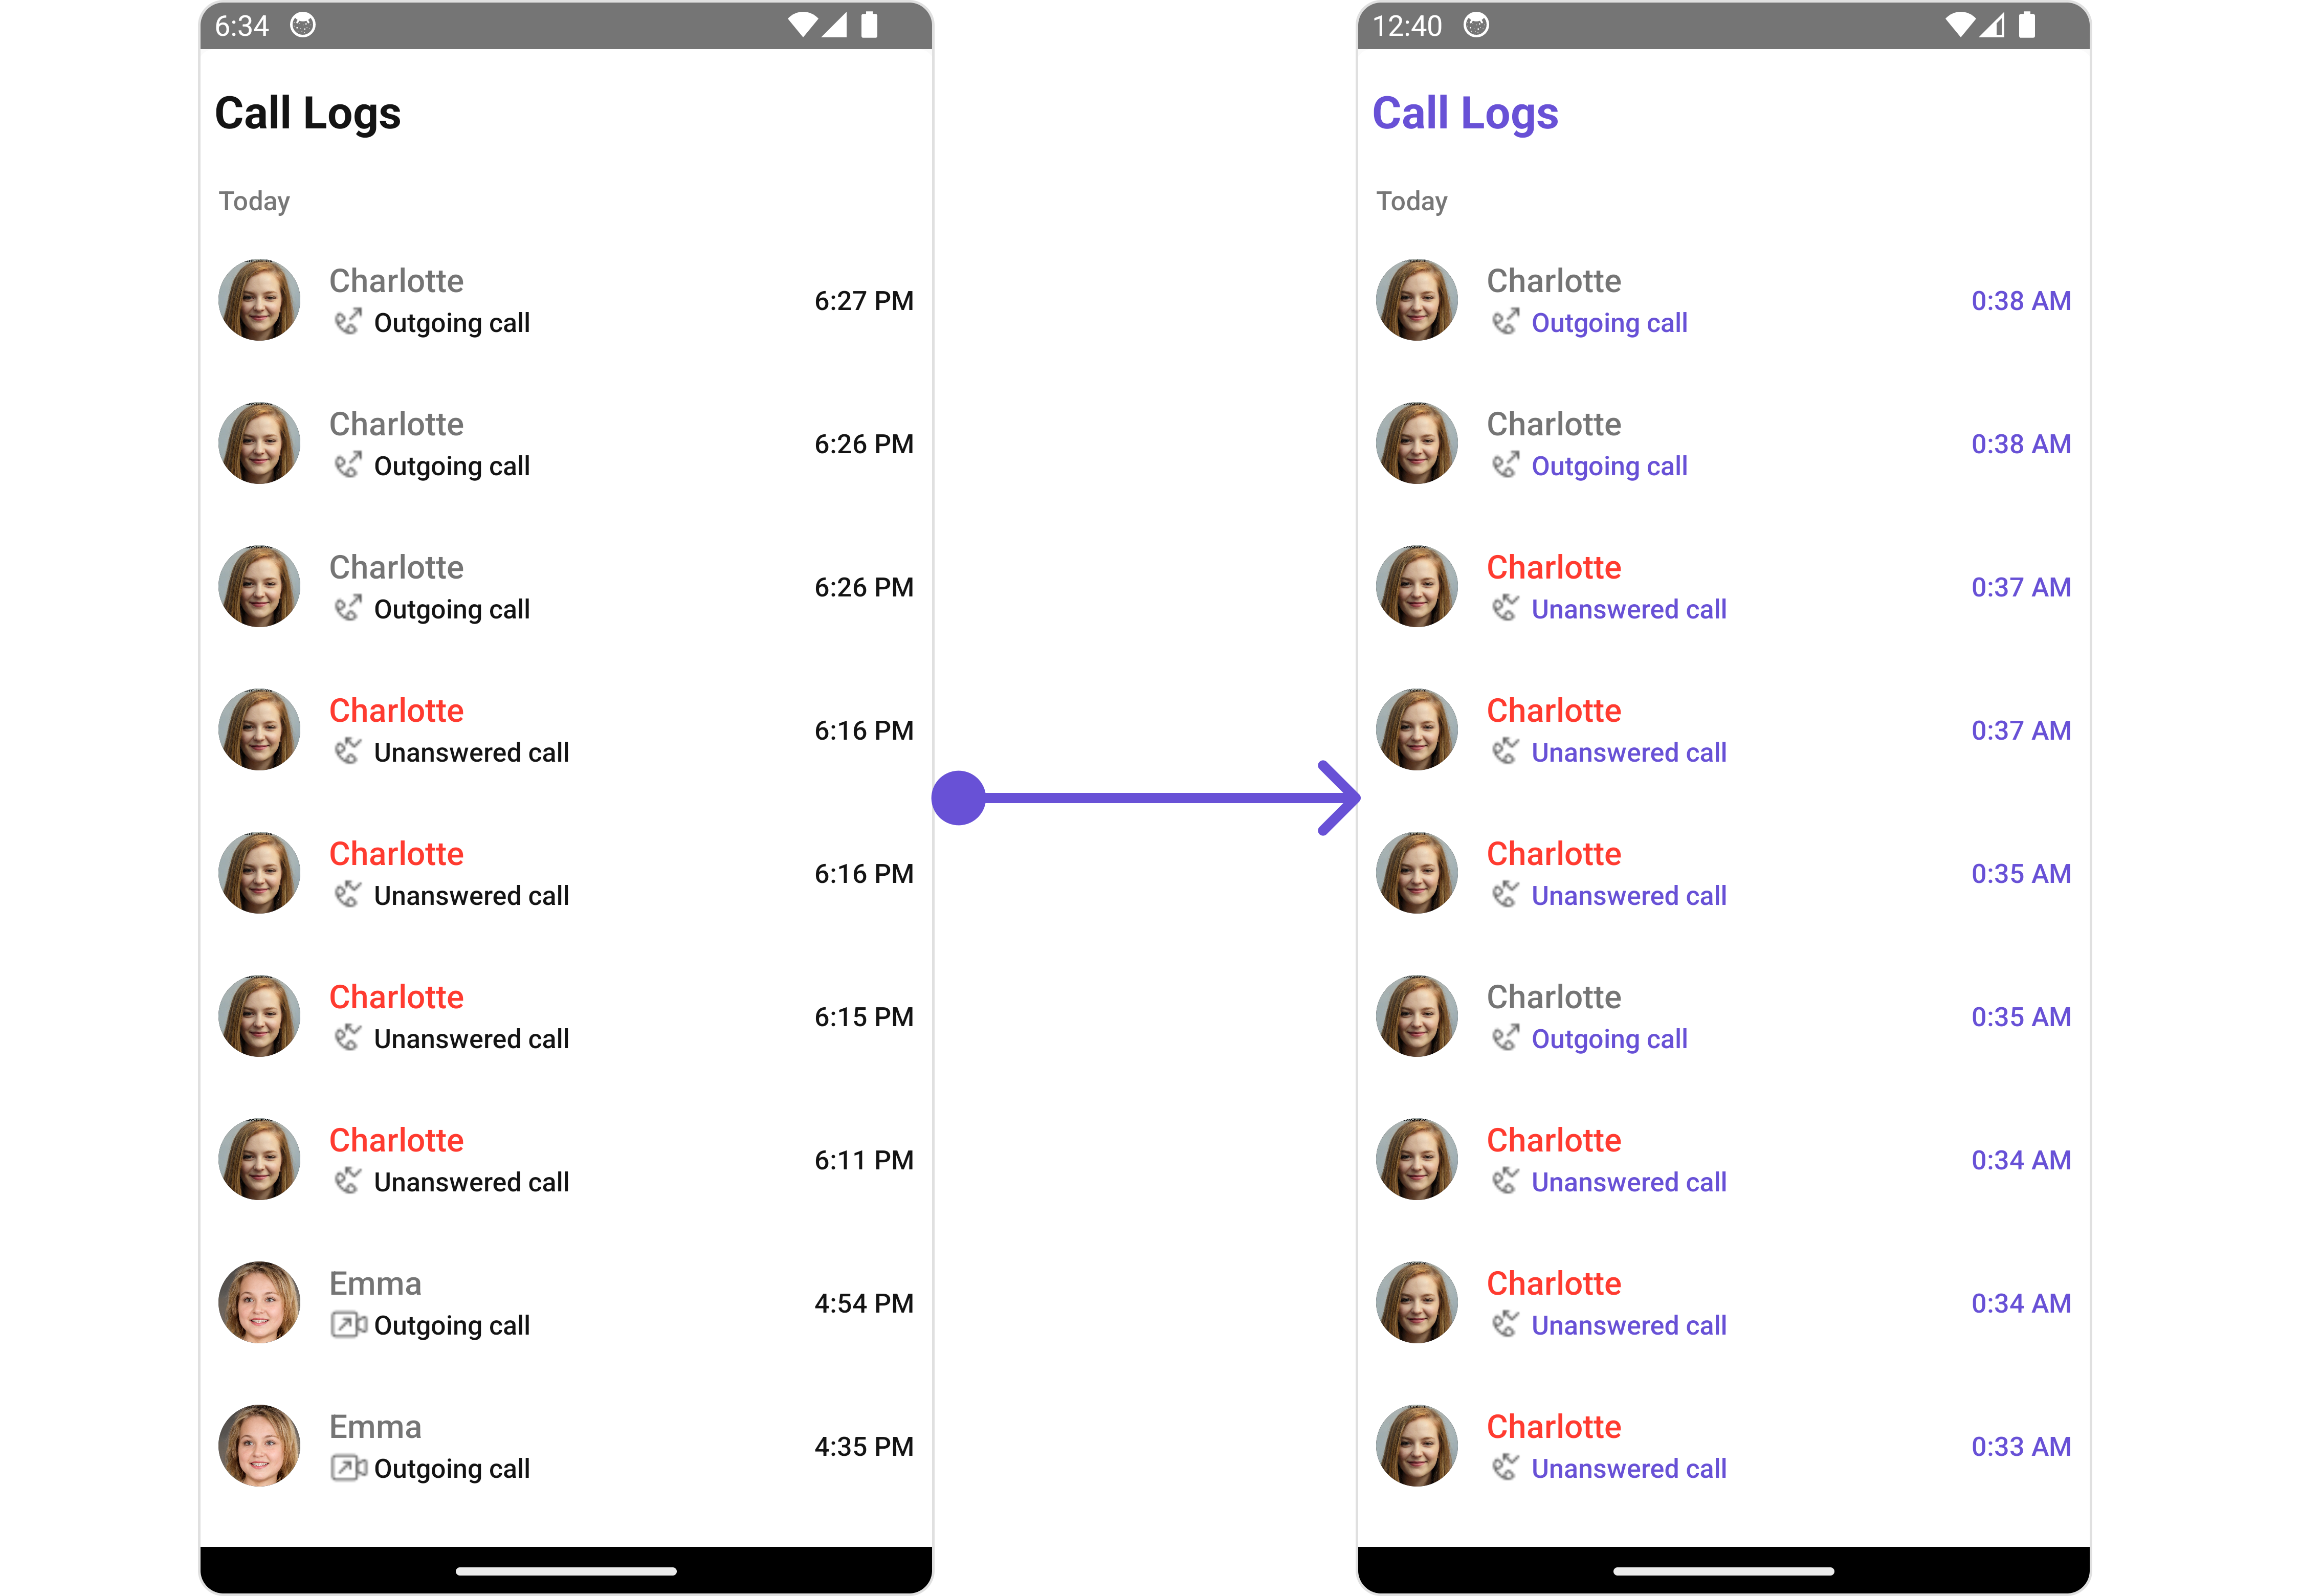 6:34
Call Logs
Today
Charlotte
Outgoing call
6:27 PM
Charlotte
Outgoing call
6:26 PM
Charlotte
Outgoing call
6:26 PM
Charlotte
Unanswered call
6:16 PM
Charlotte
Unanswered call
6:16 PM
Charlotte
Unanswered call
6:15 PM
Charlotte
Unanswered call
6:11 PM
Emma
Outgoing call
4:54 PM
Emma
Outgoing call
4:35 PM
12:40
Call Logs
Today
Charlotte
Outgoing call
0:38 AM
Charlotte
Outgoing call
0:38 AM
Charlotte
Unanswered call
0:37 AM
Charlotte
Unanswered call
0:37 AM
Charlotte
Unanswered call
0:35 AM
Charlotte
Outgoing call
0:35 AM
Charlotte
Unanswered call
0:34 AM
Charlotte
Unanswered call
0:34 AM
Charlotte
Unanswered call
0:33 AM